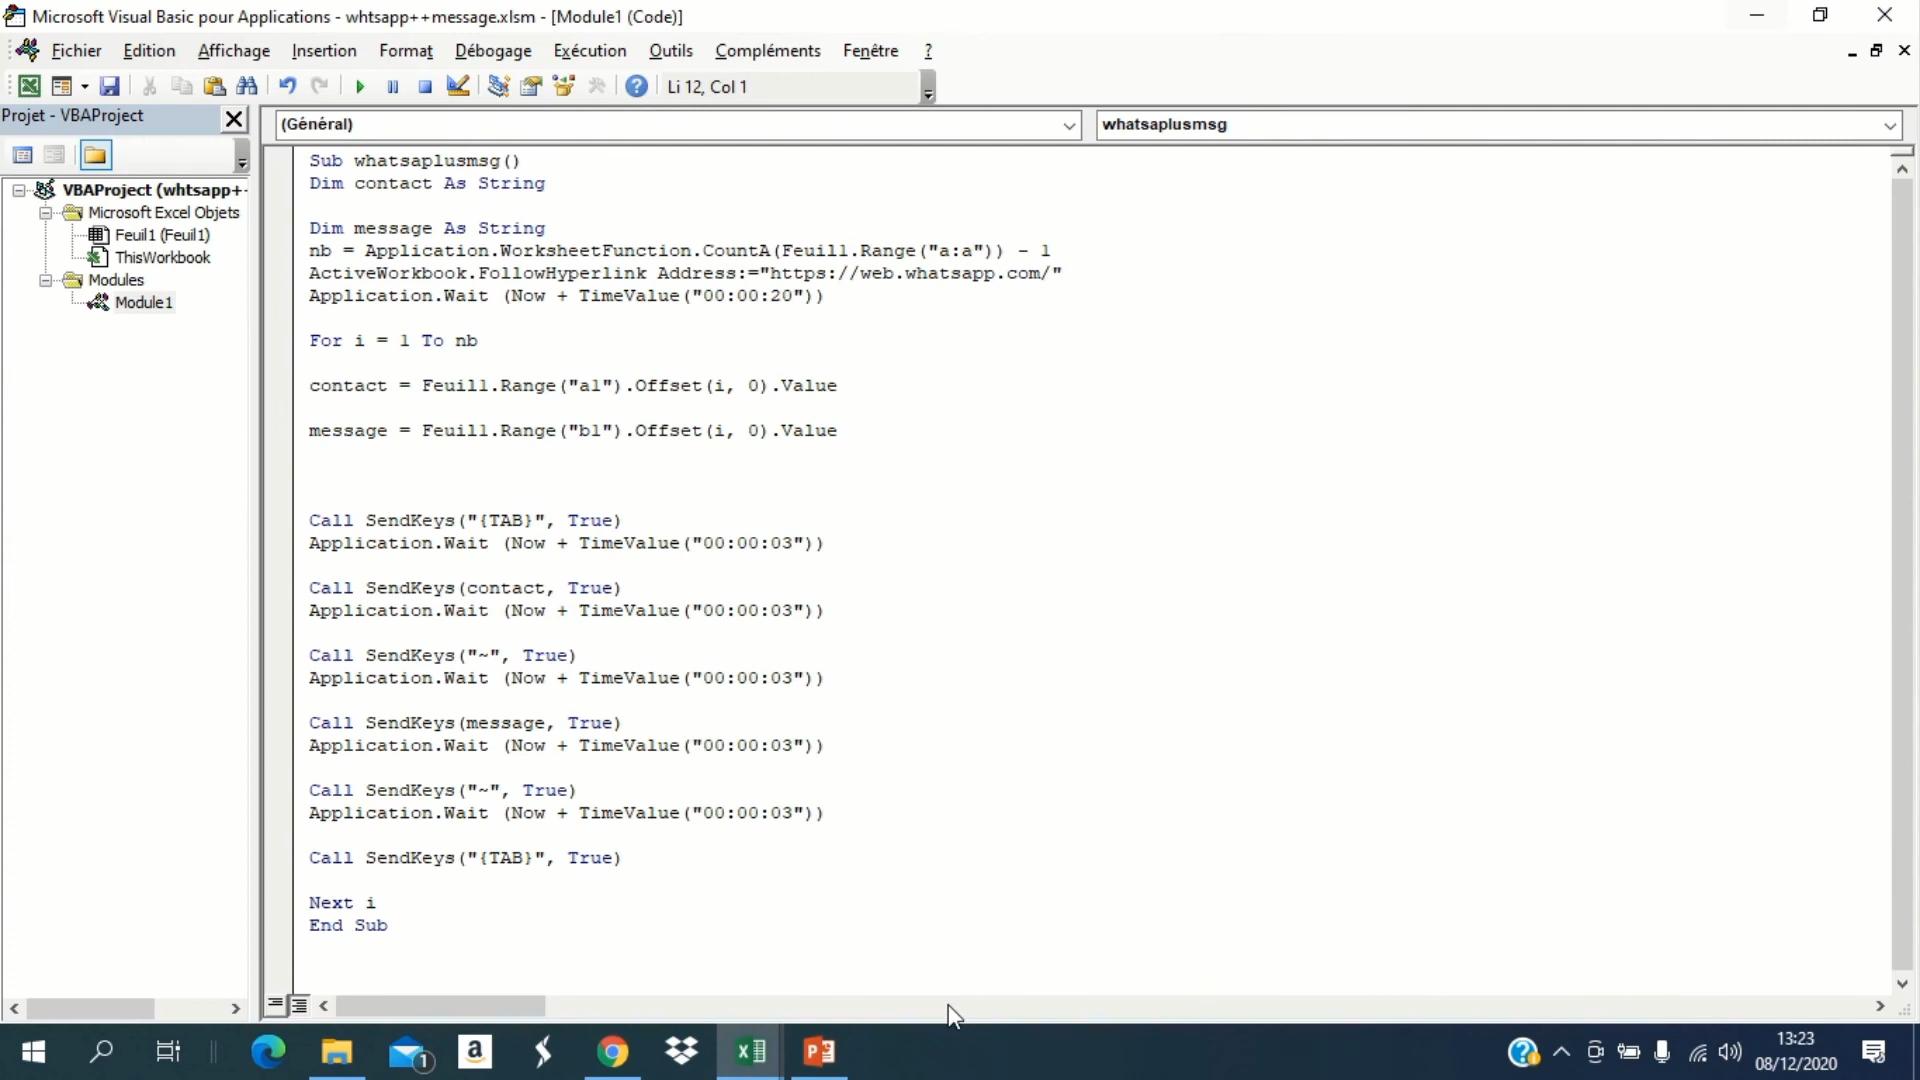 Microsoft Visual Basic pour Applications - whtsapp++message.xlsm - [Module1 (Code)]
Fichier Edition Affichage Insertion Format Débogage Exécution Outils Compléments Fenêtre ?
Li 12, Col 1
Projet - VBAProject
(Général)
whatsaplusmsg
VBAProject (whtsapp+-
Microsoft Excel Objets
Feuil1 (Feuil1)
ThisWorkbook
Modules
Module1
Sub whatsaplusmsg()
Dim contact As String
Dim message As String
nb = Application.WorksheetFunction.CountA(Feuil1.Range("a:a")) - 1
ActiveWorkbook.FollowHyperlink Address:="https://web.whatsapp.com/"
Application.Wait (Now + TimeValue("00:00:20"))
For i = 1 To nb
contact = Feuil1.Range("a1").Offset(i, 0).Value
message = Feuil1.Range("b1").Offset(i, 0).Value
Call SendKeys("{TAB}", True)
Application.Wait (Now + TimeValue("00:00:03"))
Call SendKeys(contact, True)
Application.Wait (Now + TimeValue("00:00:03"))
Call SendKeys("~", True)
Application.Wait (Now + TimeValue("00:00:03"))
Call SendKeys(message, True)
Application.Wait (Now + TimeValue("00:00:03"))
Call SendKeys("~", True)
Application.Wait (Now + TimeValue("00:00:03"))
Call SendKeys("{TAB}", True)
Next i
End Sub
1
a
13:23
08/12/2020